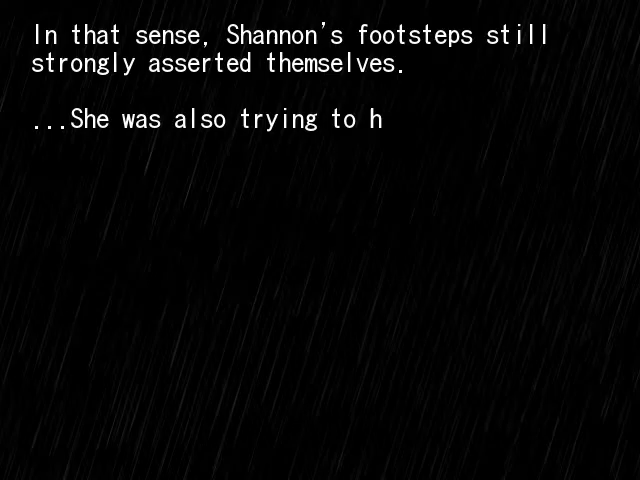 In that sense, Shannon's footsteps still
strongly asserted themselves.
...She was also trying to h